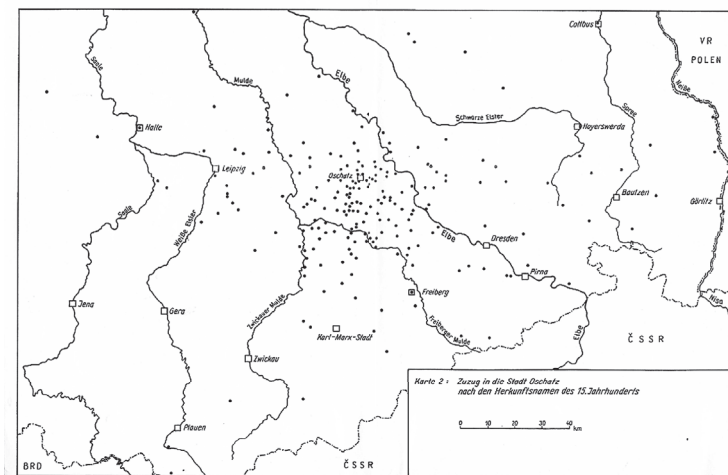 Cottbus
VR
POLEN
Saale
Mulde
Elbe
Spree
Neiße
Schwarze Elster
Halle
Hoyerswerda
Leipzig
Oschatz
Bautzen
Görlitz
Saale
Weiße Elster
Elbe
Dresden
Pirna
Jena
Gera
Zwickauer Mulde
Freiberg
Nisa
Karl-Marx-Stadt
Freiberger Mulde
Elbe
ČSSR
Zwickau
Karte 2: Zuzug in die Stadt Oschatz
nach den Herkunftsnamen des 15. Jahrhunderts
Plauen
0 10 20 30 40
km
BRD
ČSSR